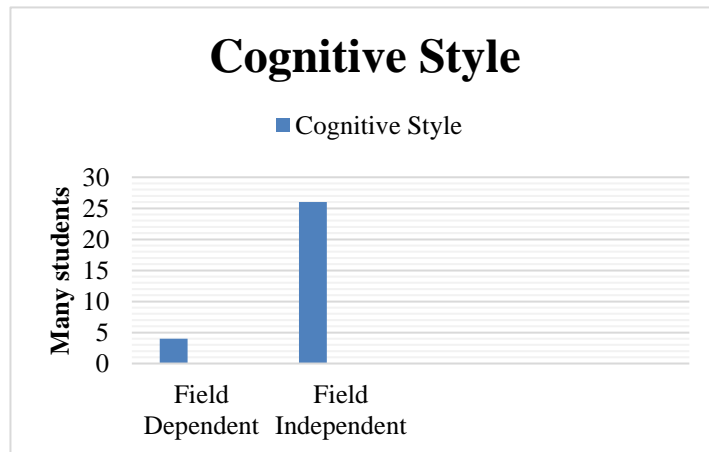 Cognitive Style
Cognitive Style
Many students
30
25
20
15
10
5
0
Field
Dependent
Field
Independent